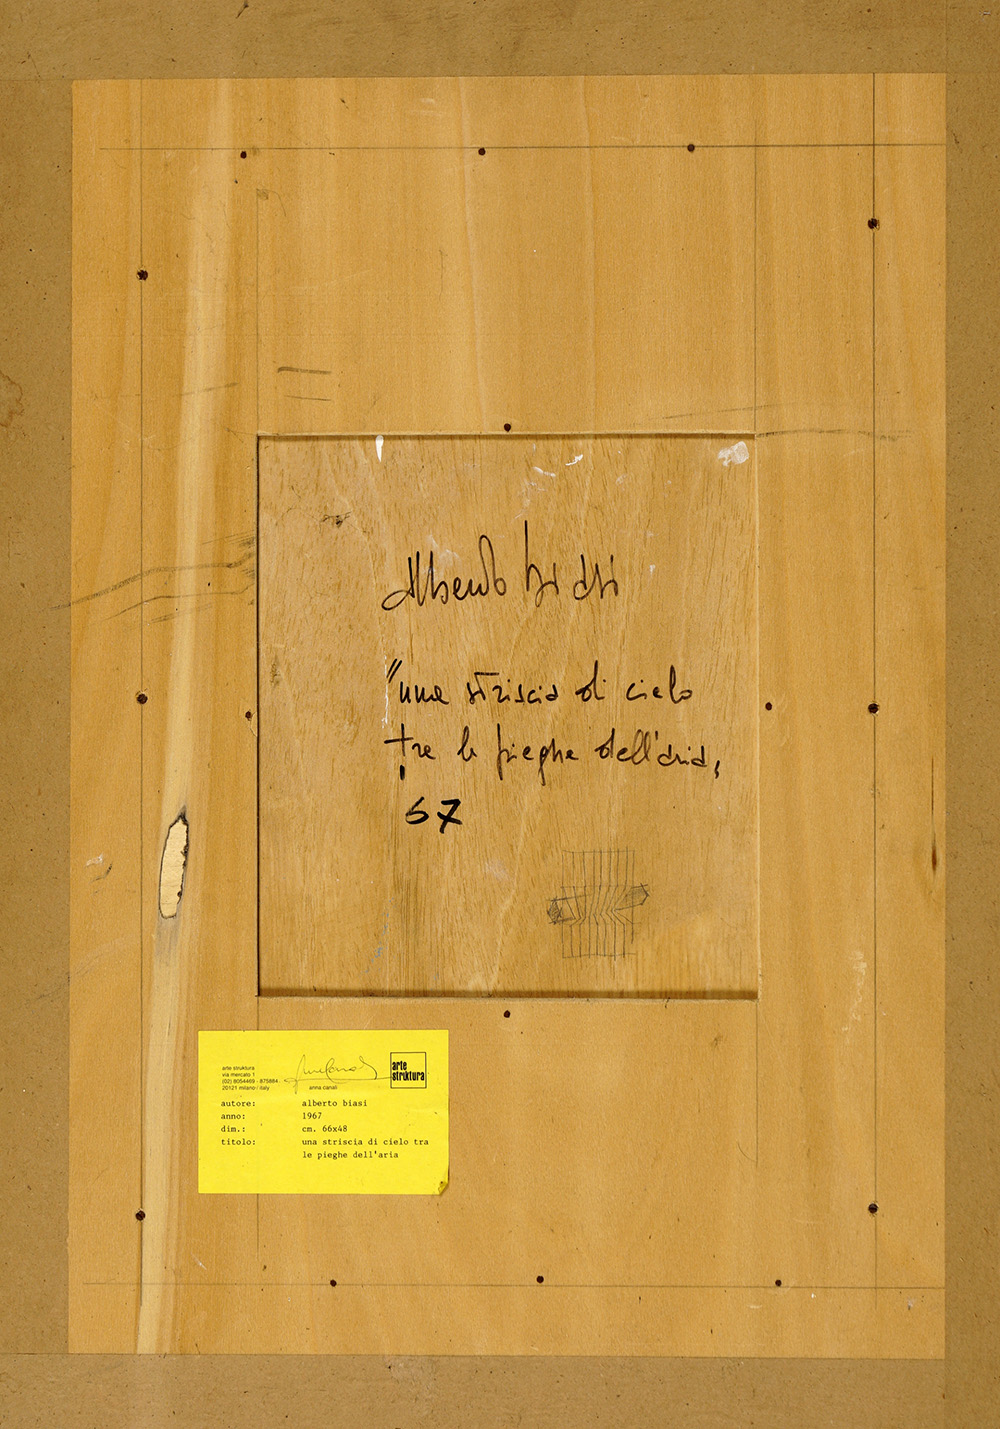 Alberto biasi
"una striscia di cielo
tra le pieghe dell'aria,
'67
arte struktura
via mercato 1
(02) 8054469 · 875884
20121 milano-italy
anna canali
arte
struktura
autore: alberto biasi
anno: 1967
dim.: cm. 66x48
titolo: una striscia di cielo tra
le pieghe dell'aria